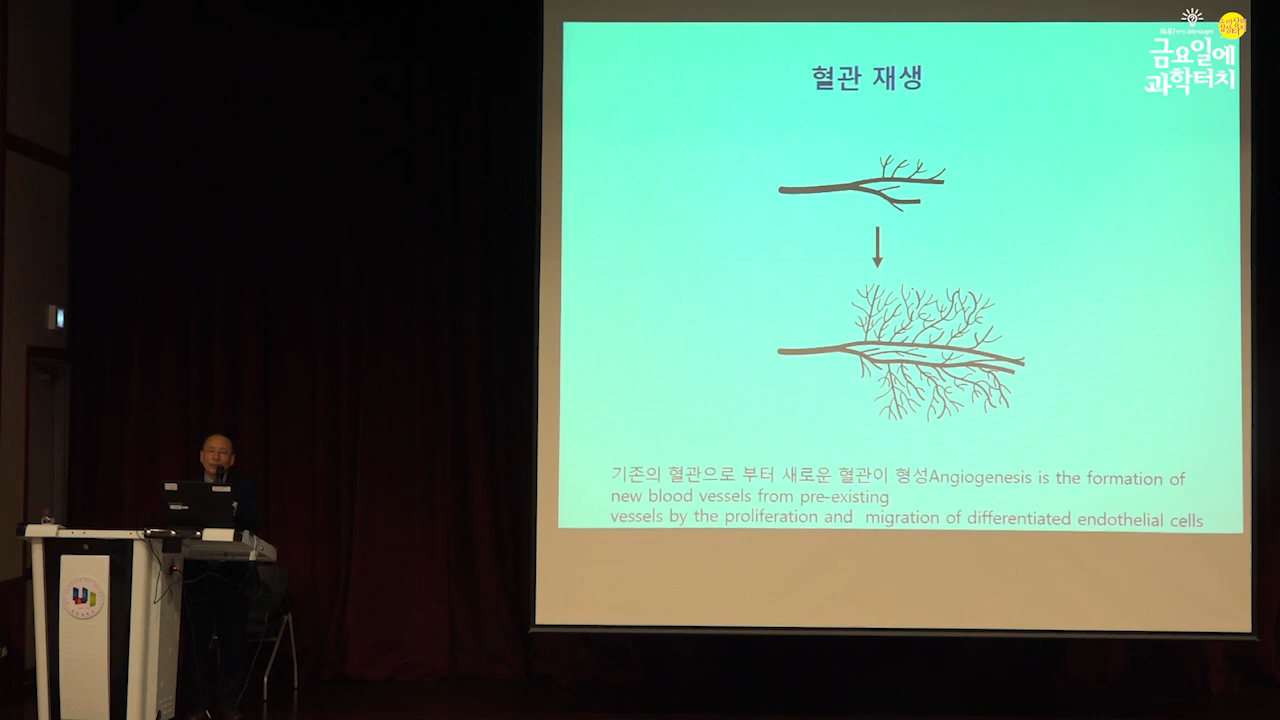 금요일에
과학터치
혈관 재생
기존의 혈관으로 부터 새로운 혈관이 형성Angiogenesis is the formation of
new blood vessels from pre-existing
vessels by the proliferation and migration of differentiated endothelial cells